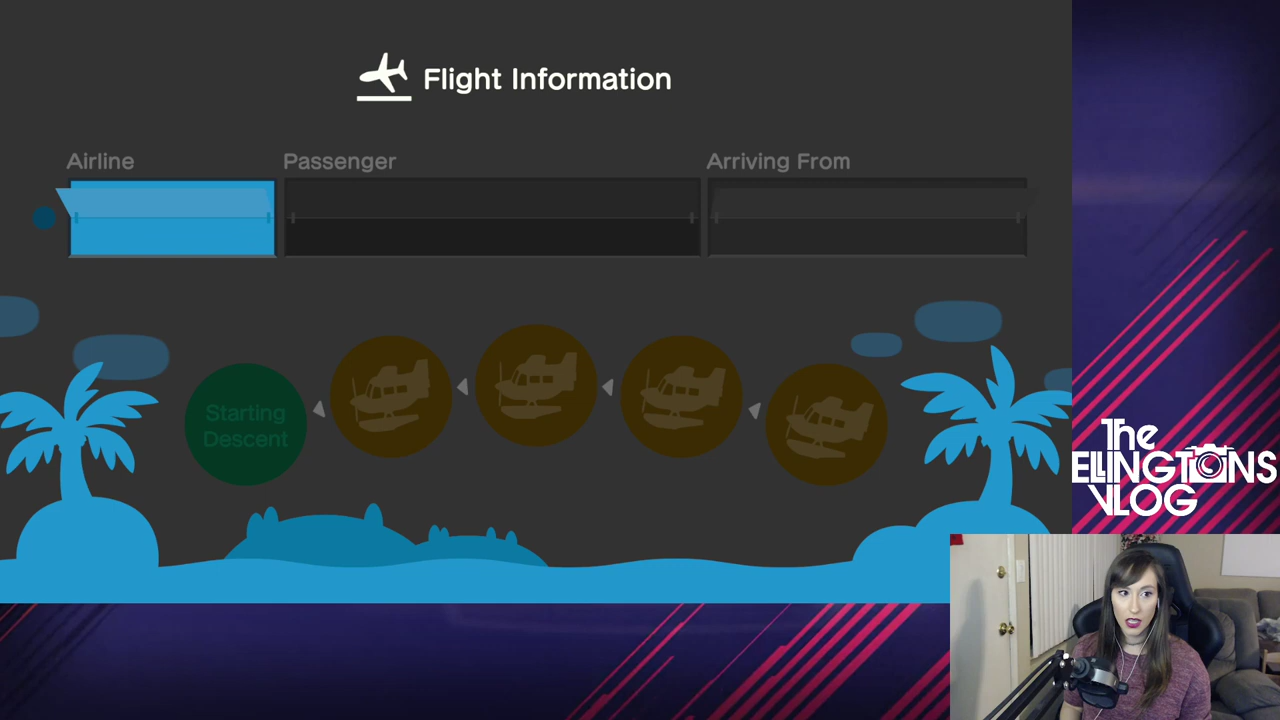 Flight Information
Airline
Passenger
Arriving From
Starting
Descent
The
ELLINGTONS
VLOG